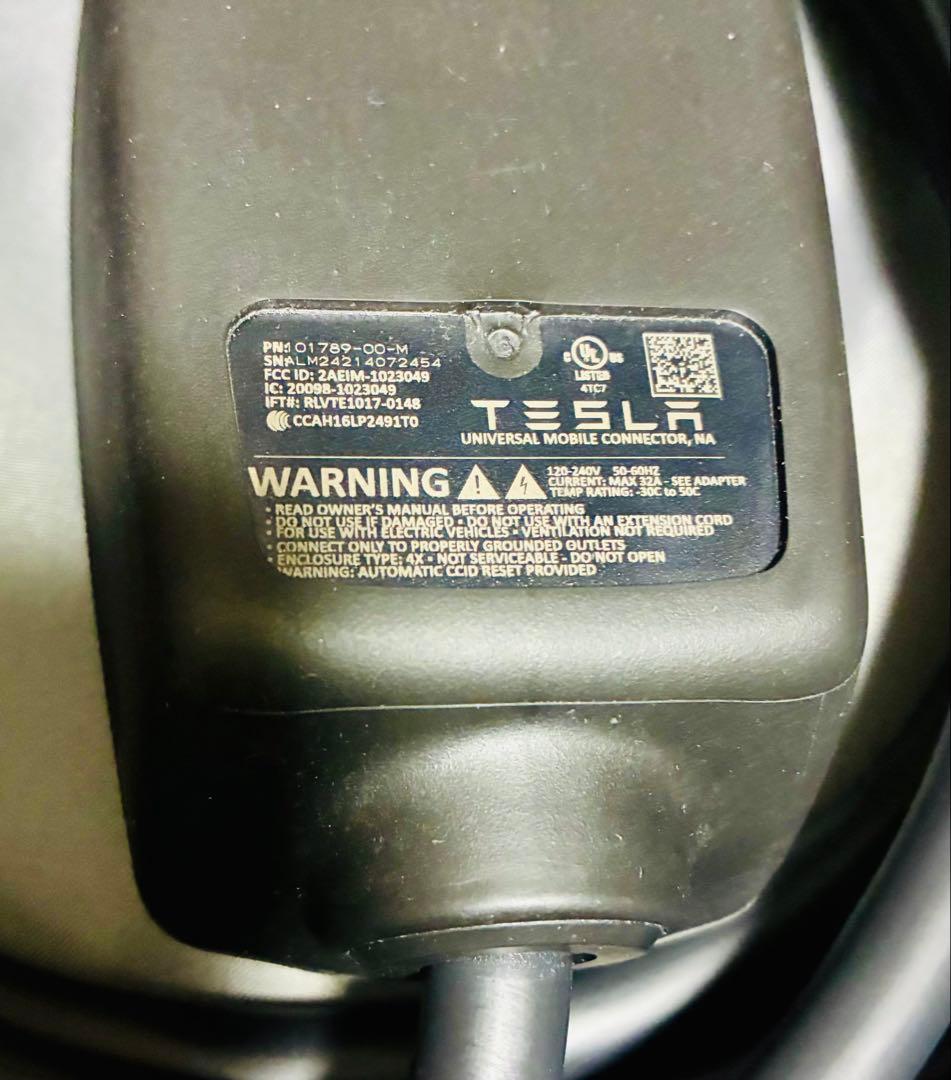 PN:101789-00-M
SN:ALM24214072454
FCC ID: 2AEIM-1023049
IC: 20098-1023049
IFT#: RLVTE1017-0148
CCAH16LP2491T0
C UL US
LISTED
4TC7
TESLA
UNIVERSAL MOBILE CONNECTOR, NA
WARNING
120-240V 50-60HZ
CURRENT: MAX 32A - SEE ADAPTER
TEMP RATING: -30C to 50C
• READ OWNER'S MANUAL BEFORE OPERATING
• DO NOT USE IF DAMAGED • DO NOT USE WITH AN EXTENSION CORD
• FOR USE WITH ELECTRIC VEHICLES • VENTILATION NOT REQUIRED
• CONNECT ONLY TO PROPERLY GROUNDED OUTLETS
• ENCLOSURE TYPE: 4X • NOT SERVICEABLE - DO NOT OPEN
WARNING: AUTOMATIC CCID RESET PROVIDED